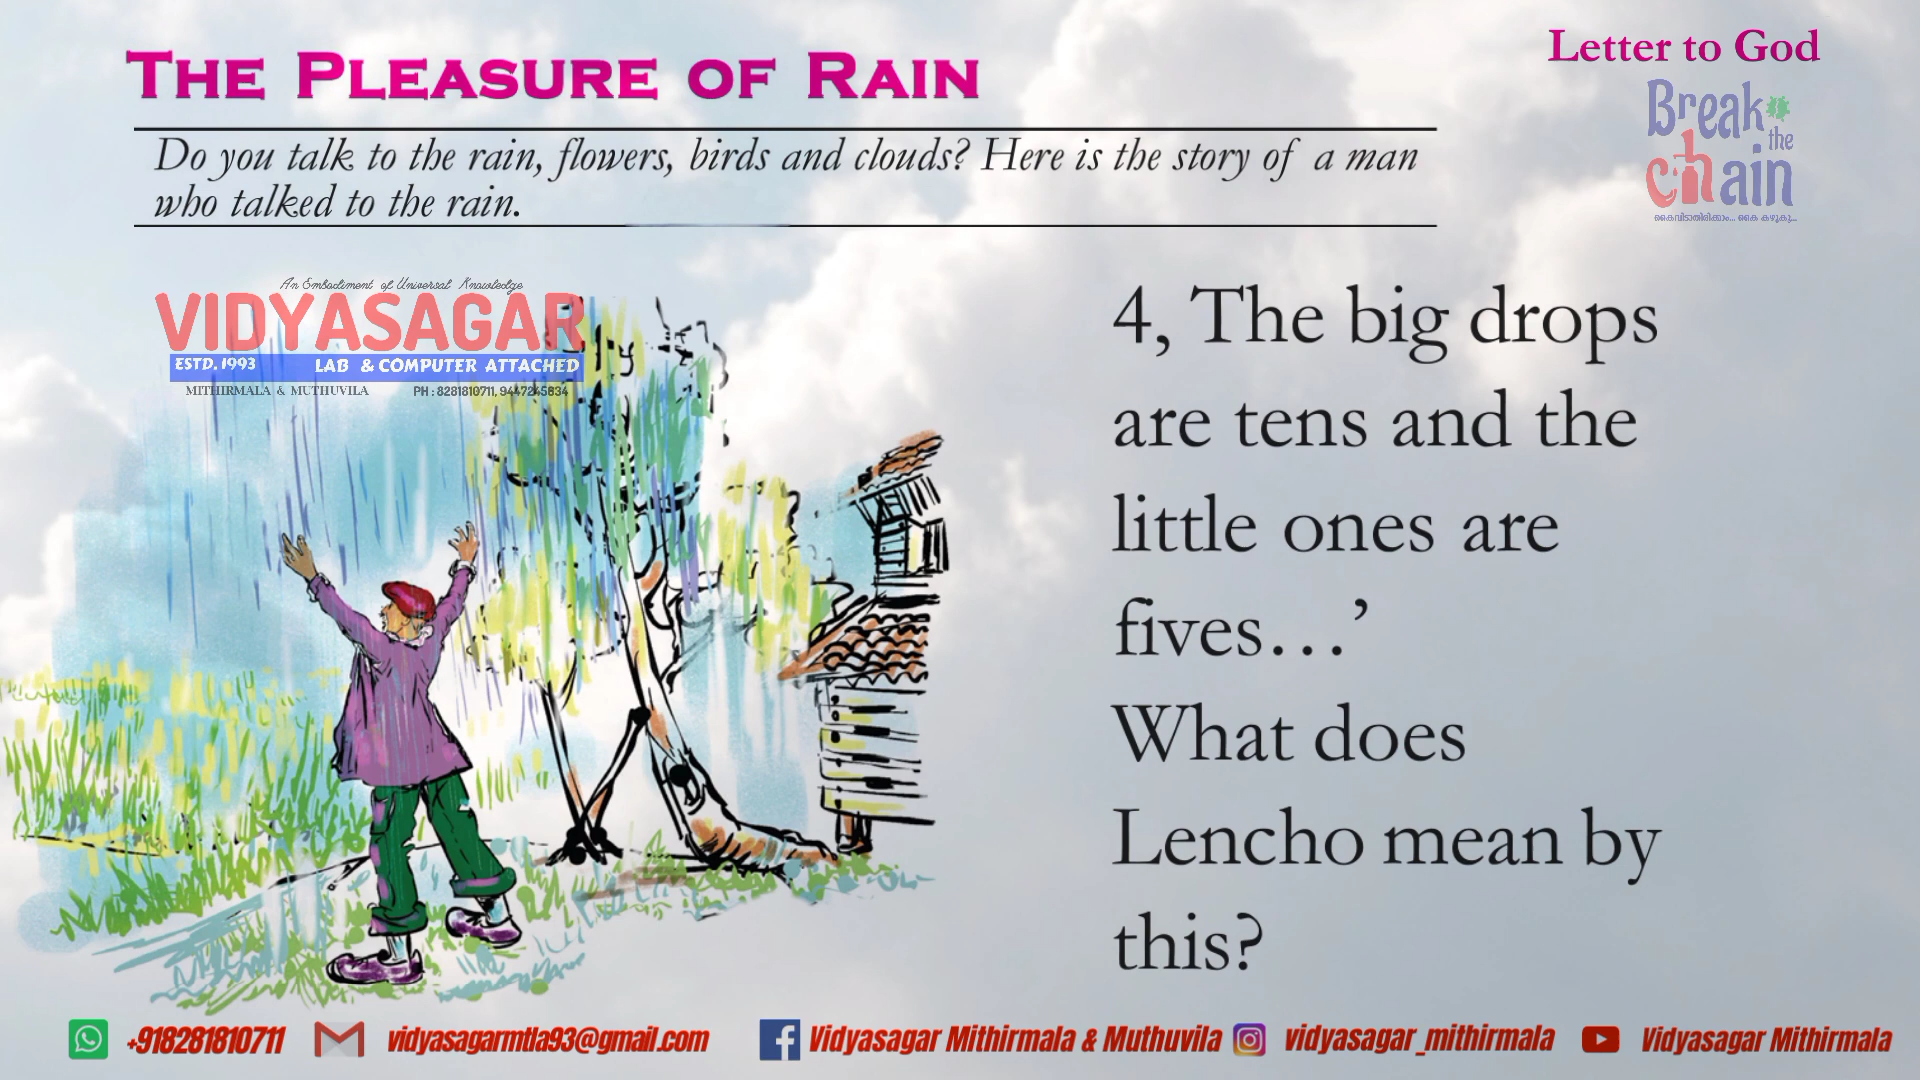 THE PLEASURE OF RAIN
Letter to God
Break
the
chain
കൈവിടാതിരിക്കാം... കൈ കഴുകൂ...
Do you talk to the rain, flowers, birds and clouds? Here is the story of a man
who talked to the rain.
An Embodiment of Universal Knowledge
VIDYASAGAR
ESTD. 1993 LAB & COMPUTER ATTACHED
MITHIRMALA & MUTHUVILA PH : 8281810711, 9447245634
4, The big drops
are tens and the
little ones are
fives…’
What does
Lencho mean by
this?
+918281810711 vidyasagarmtla93@gmail.com Vidyasagar Mithirmala & Muthuvila vidyasagar_mithirmala Vidyasagar Mithirmala